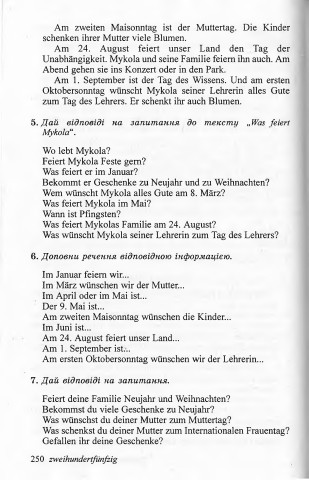 Am zweiten Maisonntag ist der Muttertag. Die Kinder
schenken ihrer Mutter viele Blumen.
Am 24. August feiert unser Land den Tag der
Unabhängigkeit. Mykola und seine Familie feiern ihn auch. Am
Abend gehen sie ins Konzert oder in den Park.
Am 1. September ist der Tag des Wissens. Und am ersten
Oktobersonntag wünscht Mykola seiner Lehrerin alles Gute
zum Tag des Lehrers. Er schenkt ihr auch Blumen.
5. Дай відповіді на запитання до тексту „Was feiert
Mykola“.
Wo lebt Mykola?
Feiert Mykola Feste gern?
Was feiert er im Januar?
Bekommt er Geschenke zu Neujahr und zu Weihnachten?
Wem wünscht Mykola alles Gute am 8. März?
Was feiert Mykola im Mai?
Wann ist Pfingsten?
Was feiert Mykolas Familie am 24. August?
Was wünscht Mykola seiner Lehrerin zum Tag des Lehrers?
6. Доповни речення відповідною інформацією.
Im Januar feiern wir...
Im März wünschen wir der Mutter...
Im April oder im Mai ist...
Der 9. Mai ist...
Am zweiten Maisonntag wünschen die Kinder...
Im Juni ist...
Am 24. August feiert unser Land...
Am 1. September ist...
Am ersten Oktobersonntag wünschen wir der Lehrerin...
7. Дай відповіді на запитання.
Feiert deine Familie Neujahr und Weihnachten?
Bekommst du viele Geschenke zu Neujahr?
Was wünschst du deiner Mutter zum Muttertag?
Was schenkst du deiner Mutter zum Internationalen Frauentag?
Gefallen ihr deine Geschenke?
250 zweihundertfünfzig